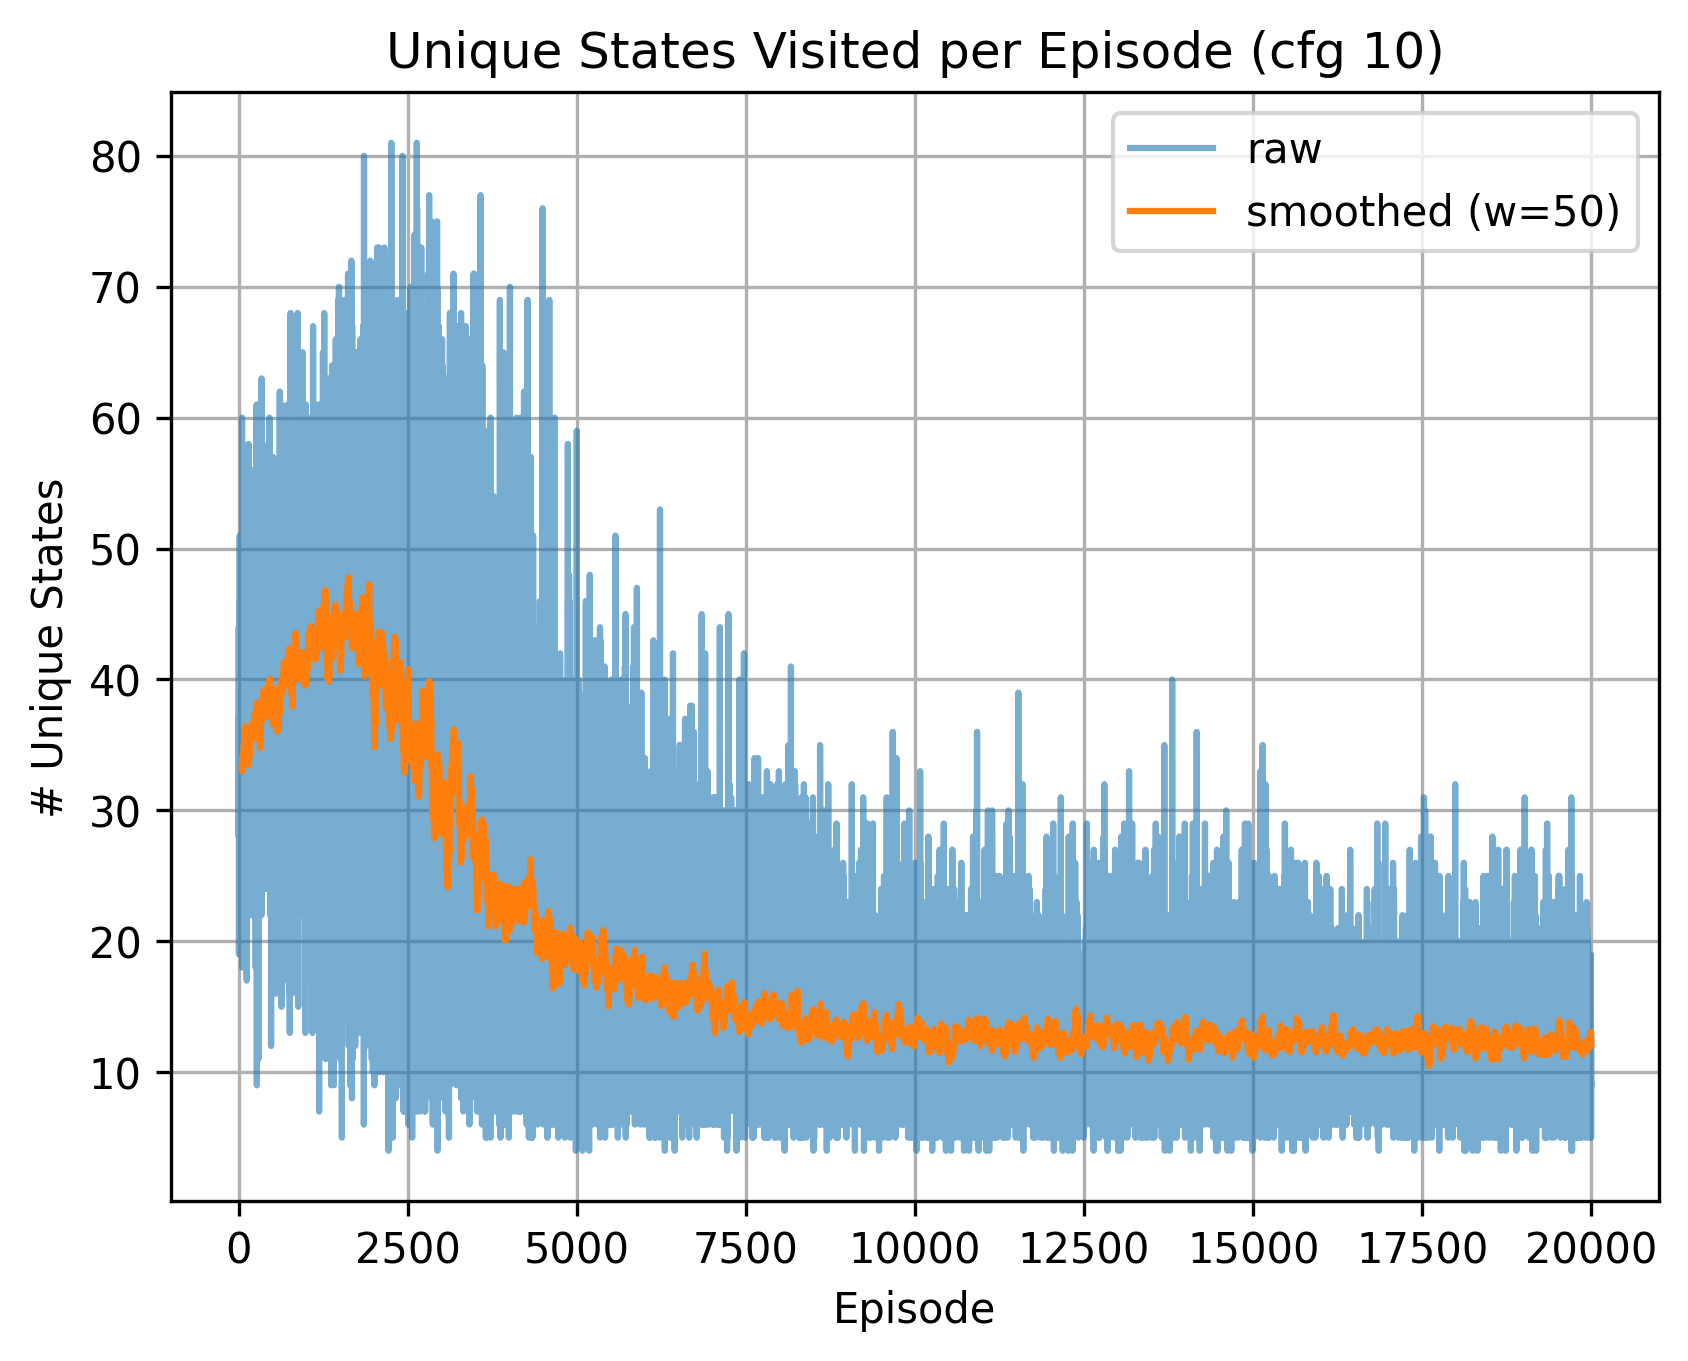 Unique States Visited per Episode (cfg 10)
raw
smoothed (w=50)
# Unique States
80
70
60
50
40
30
20
10
0 2500 5000 7500 10000 12500 15000 17500 20000
Episode